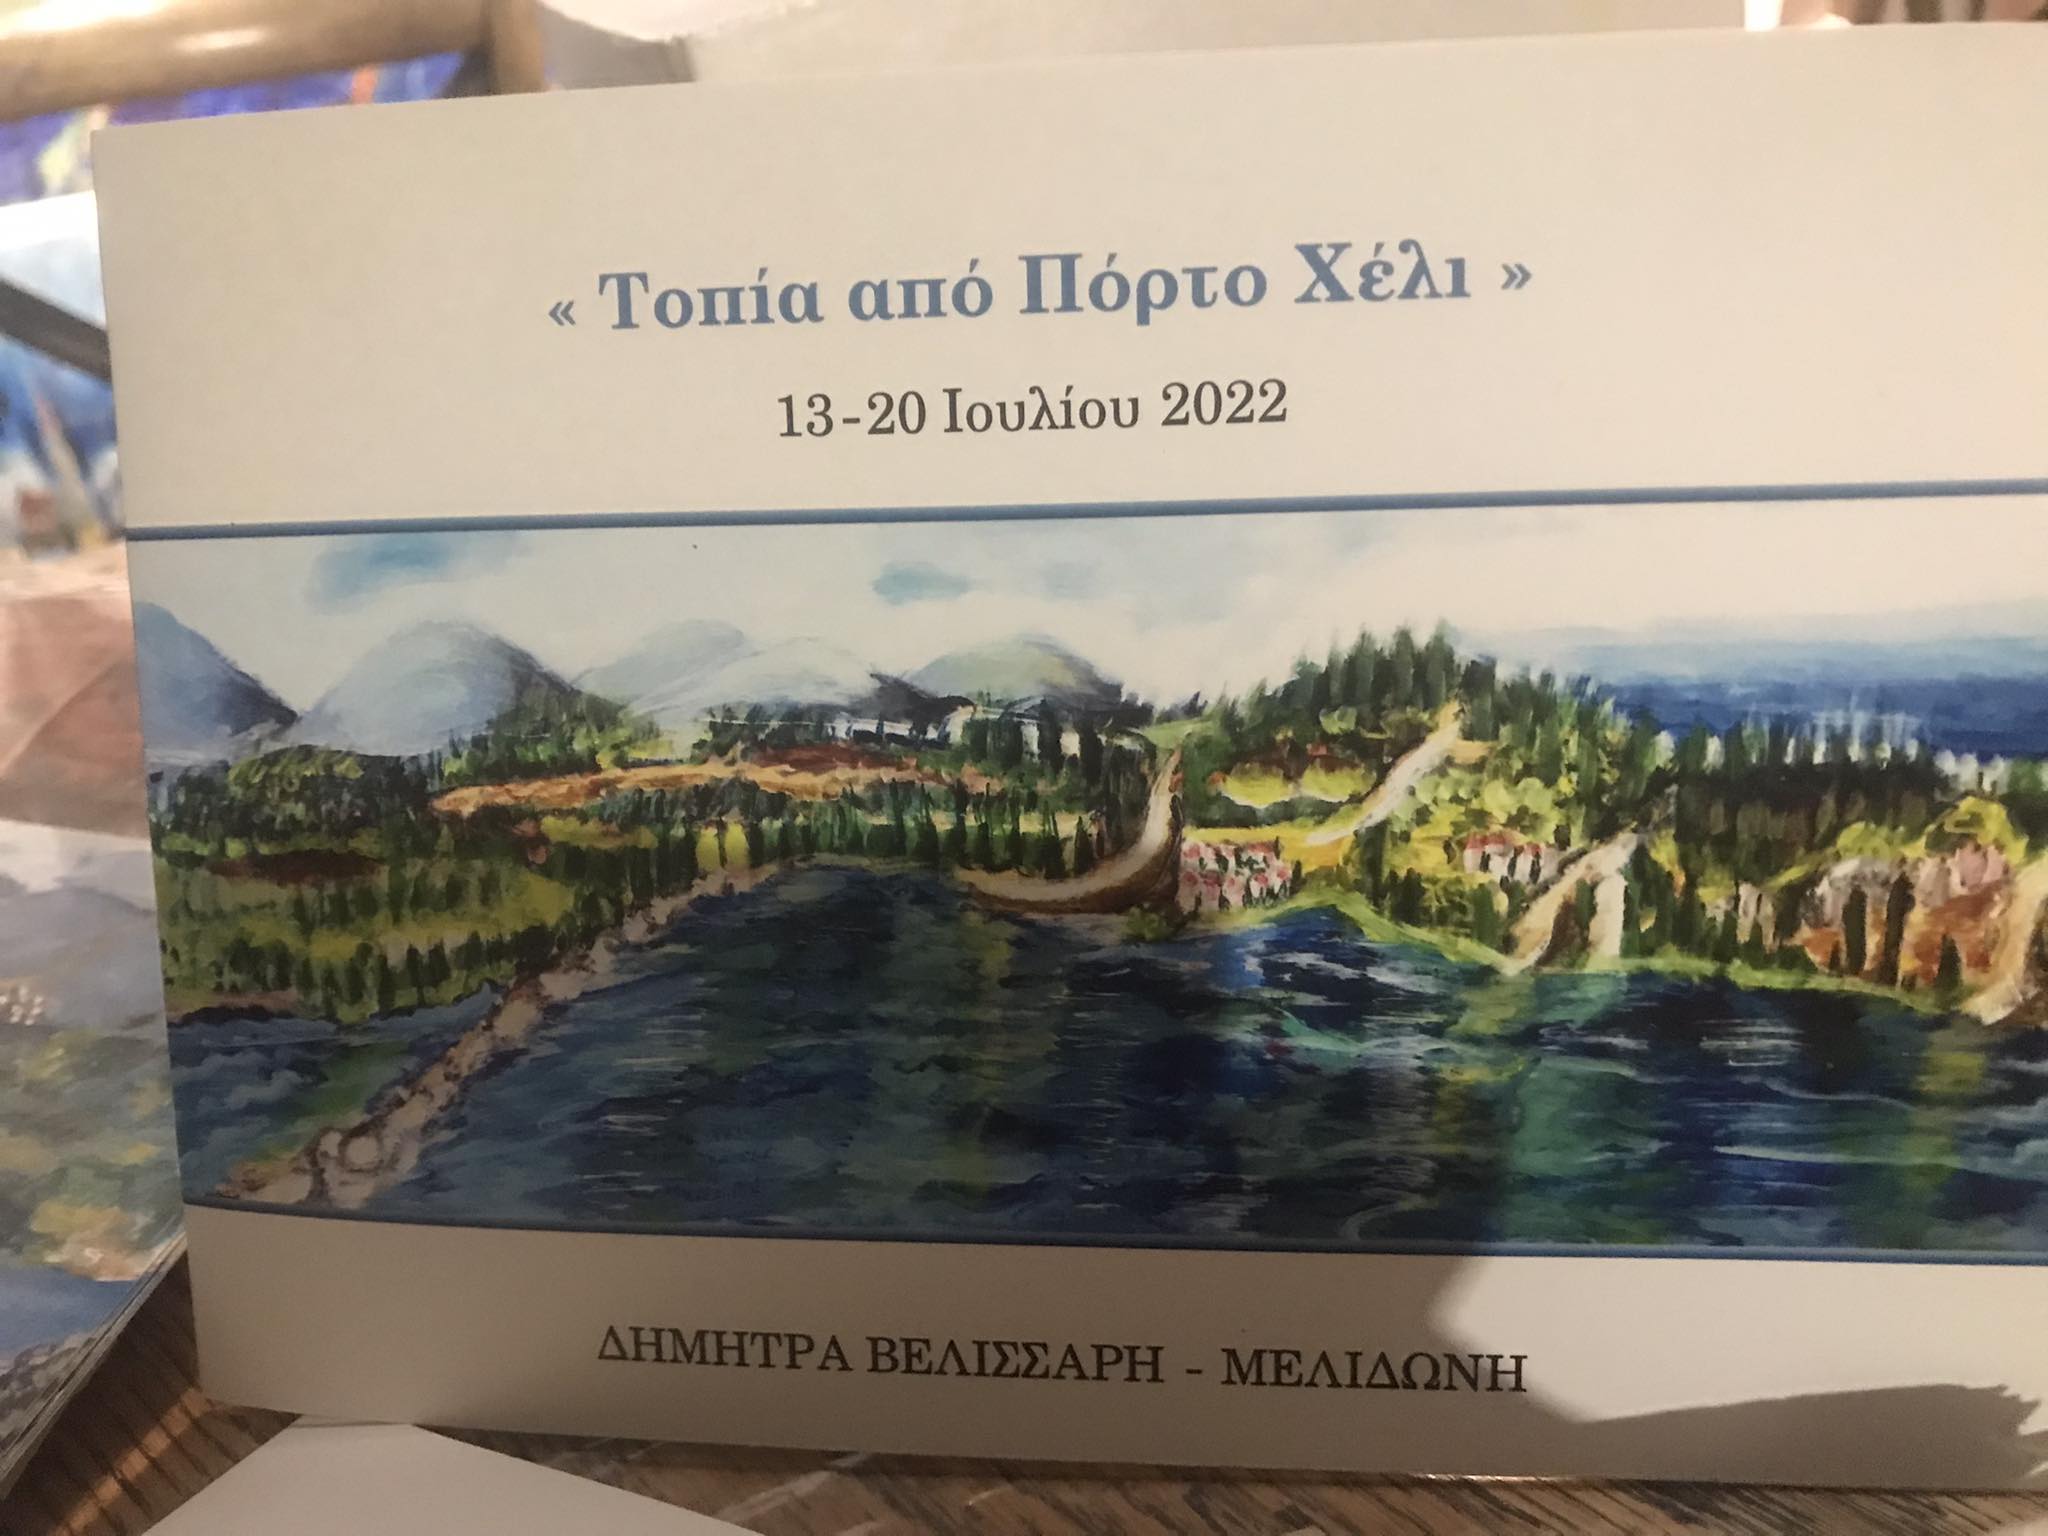 « Τοπία από Πόρτο Χέλι »
13-20 Ιουλίου 2022
ΔΗΜΗΤΡΑ ΒΕΛΙΣΣΑΡΗ - ΜΕΛΙΔΩΝΗ